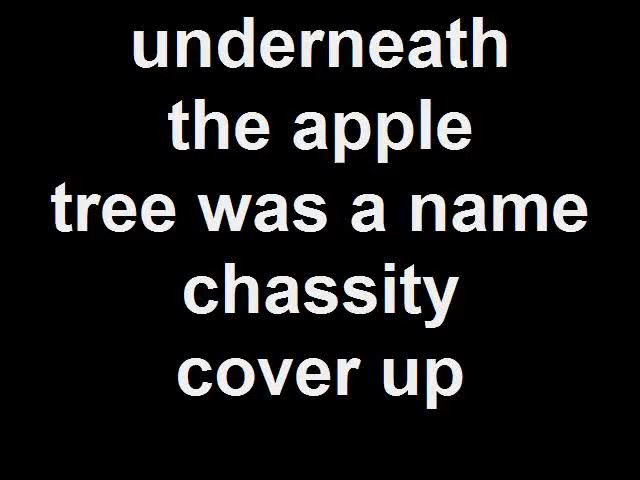 underneath
the apple
tree was a name
chassity
cover up